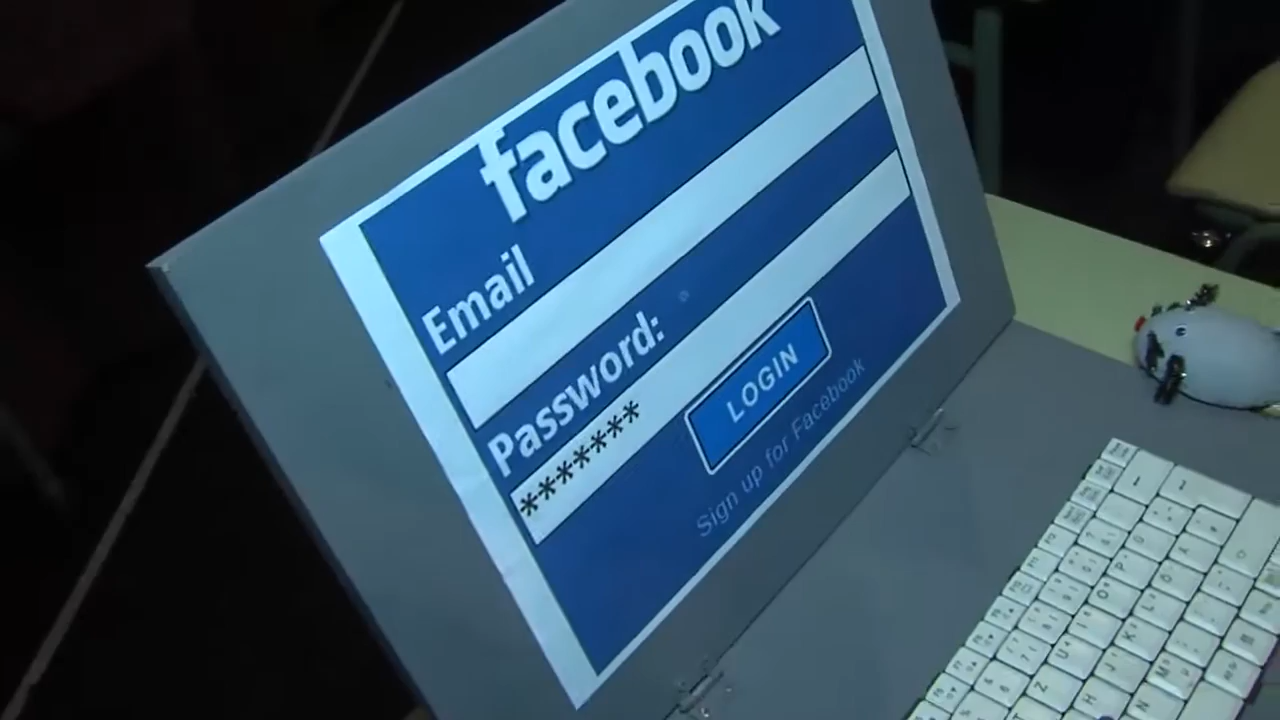 facebook
Email
Password:
*******
LOGIN
Sign up for Facebook